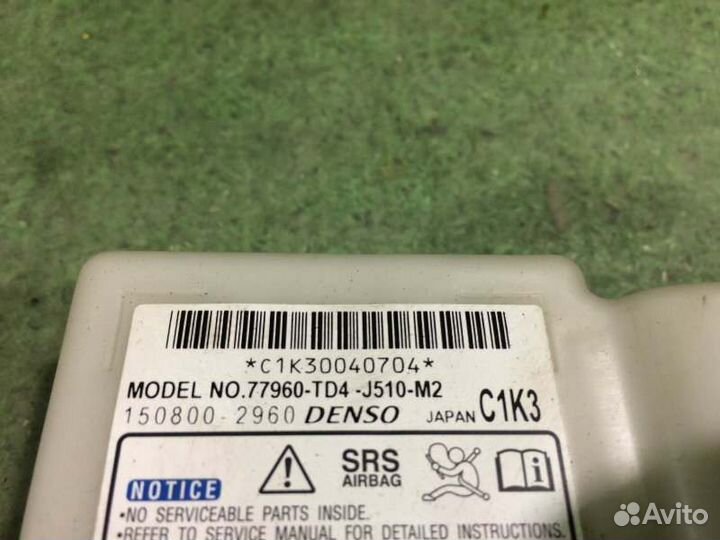 *C1K30040704*
MODEL NO.77960-TD4-J510-M2
150800-2960 DENSO JAPAN C1K3
SRS
AIRBAG
NOTICE
•NO SERVICEABLE PARTS INSIDE.
•REFER TO SERVICE MANUAL FOR DETAILED INSTRUCTIONS.
Avito